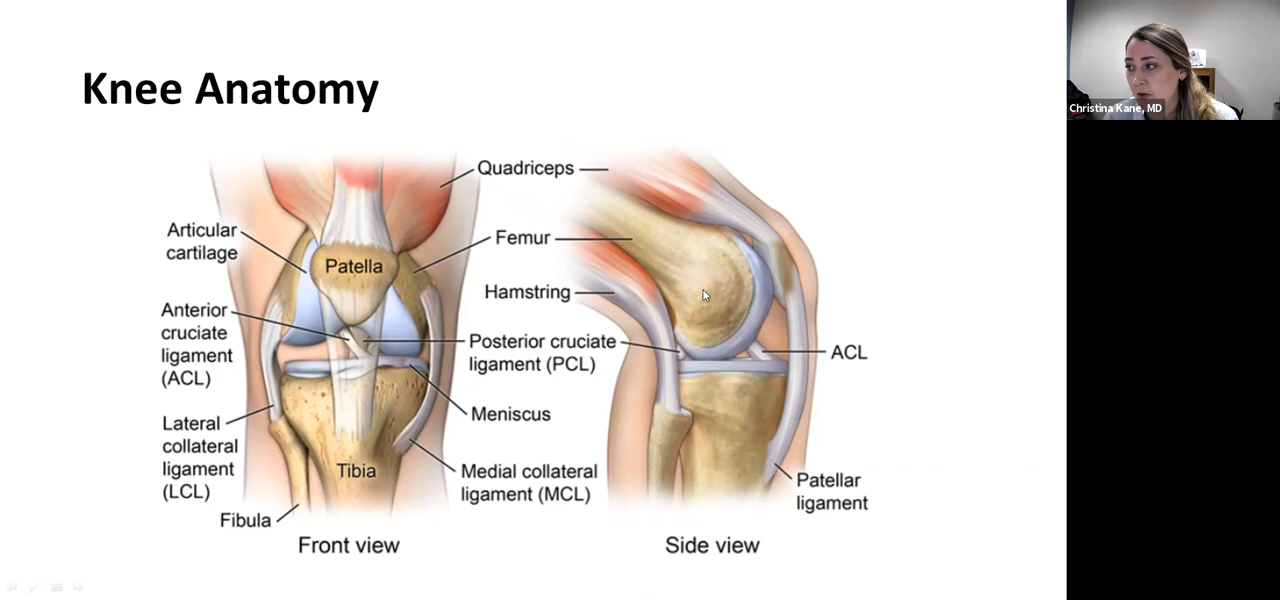 Knee Anatomy
Christina Kane, MD
Quadriceps
Articular
cartilage
Patella
Femur
Hamstring
Anterior
cruciate
ligament
(ACL)
Posterior cruciate
ligament (PCL)
ACL
Meniscus
Lateral
collateral
ligament
(LCL)
Tibia
Medial collateral
ligament (MCL)
Patellar
ligament
Fibula
Front view
Side view